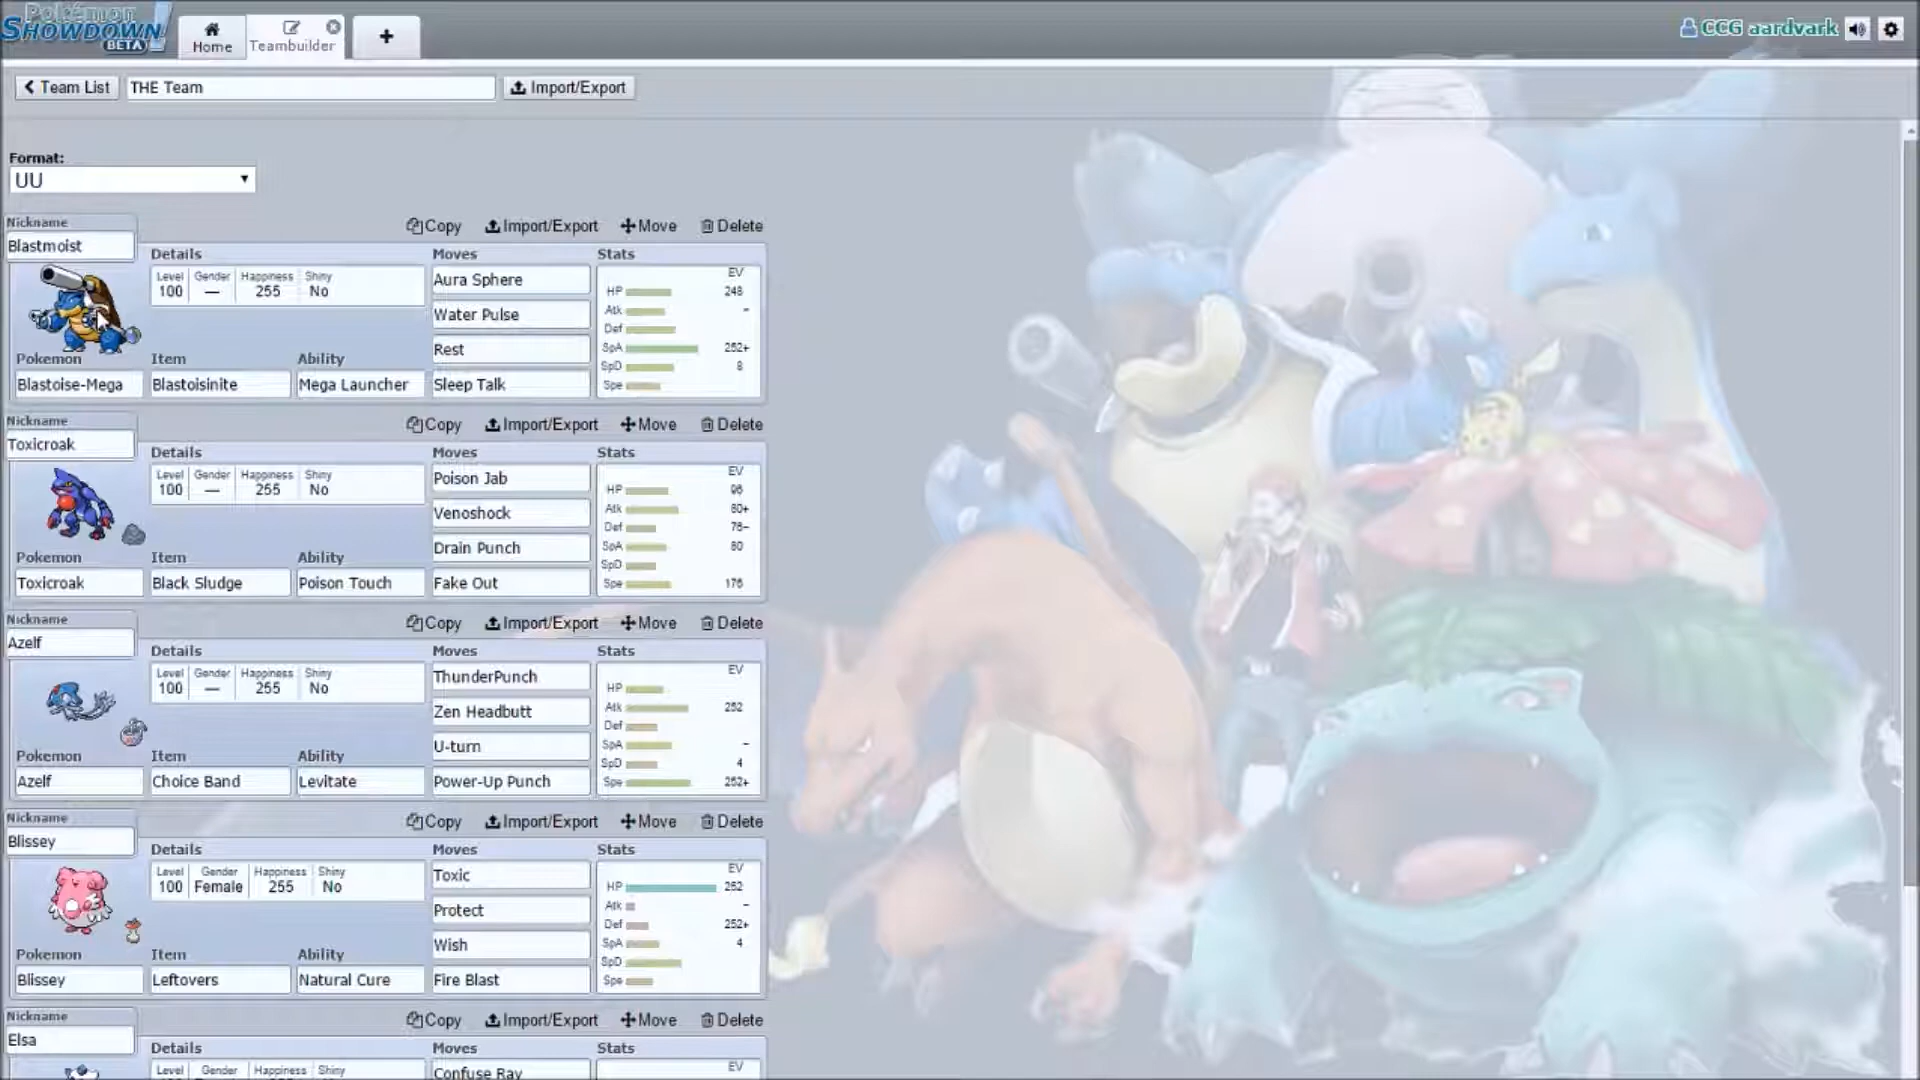 Pokémon
SHOWDOWN!
BETA
Home
Teambuilder
+
CCG aardvark
Team List
THE Team
Import/Export
Format:
UU
Nickname
Blastmoist
Copy Import/Export Move Delete
Details Moves Stats
Level Gender Happiness Shiny
100 — 255 No
Aura Sphere
Water Pulse
Rest
Sleep Talk
EV
HP 248
Atk -
Def
SpA 252+
SpD 8
Spe
Pokemon Item Ability
Blastoise-Mega Blastoisinite Mega Launcher
Nickname
Toxicroak
Copy Import/Export Move Delete
Details Moves Stats
Level Gender Happiness Shiny
100 — 255 No
Poison Jab
Venoshock
Drain Punch
Fake Out
EV
HP 96
Atk 80+
Def 76-
SpA 80
SpD
Spe 176
Pokemon Item Ability
Toxicroak Black Sludge Poison Touch
Nickname
Azelf
Copy Import/Export Move Delete
Details Moves Stats
Level Gender Happiness Shiny
100 — 255 No
ThunderPunch
Zen Headbutt
U-turn
Power-Up Punch
EV
HP
Atk 252
Def
SpA -
SpD 4
Spe 252+
Pokemon Item Ability
Azelf Choice Band Levitate
Nickname
Blissey
Copy Import/Export Move Delete
Details Moves Stats
Level Gender Happiness Shiny
100 Female 255 No
Toxic
Protect
Wish
Fire Blast
EV
HP 252
Atk -
Def 252+
SpA 4
SpD
Spe
Pokemon Item Ability
Blissey Leftovers Natural Cure
Nickname
Elsa
Copy Import/Export Move Delete
Details Moves Stats
Level Gender Happiness Shiny
Confuse Ray
EV